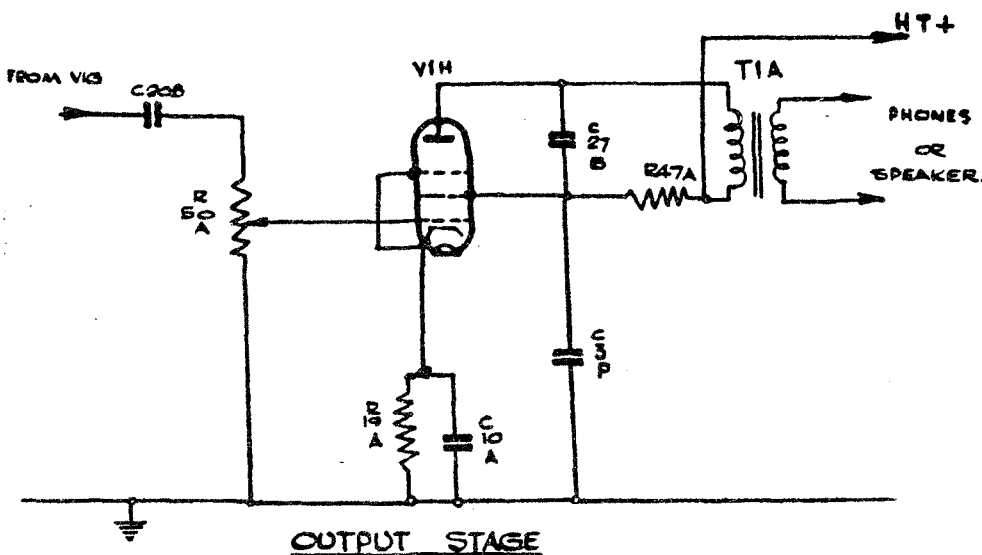 HT+
FROM V1G
C20B
V1H
T1A
PHONES
OR
SPEAKER.
C
27
B
R47A
R
50
A
C
3
P
R
19
A
C
10
A
OUTPUT STAGE